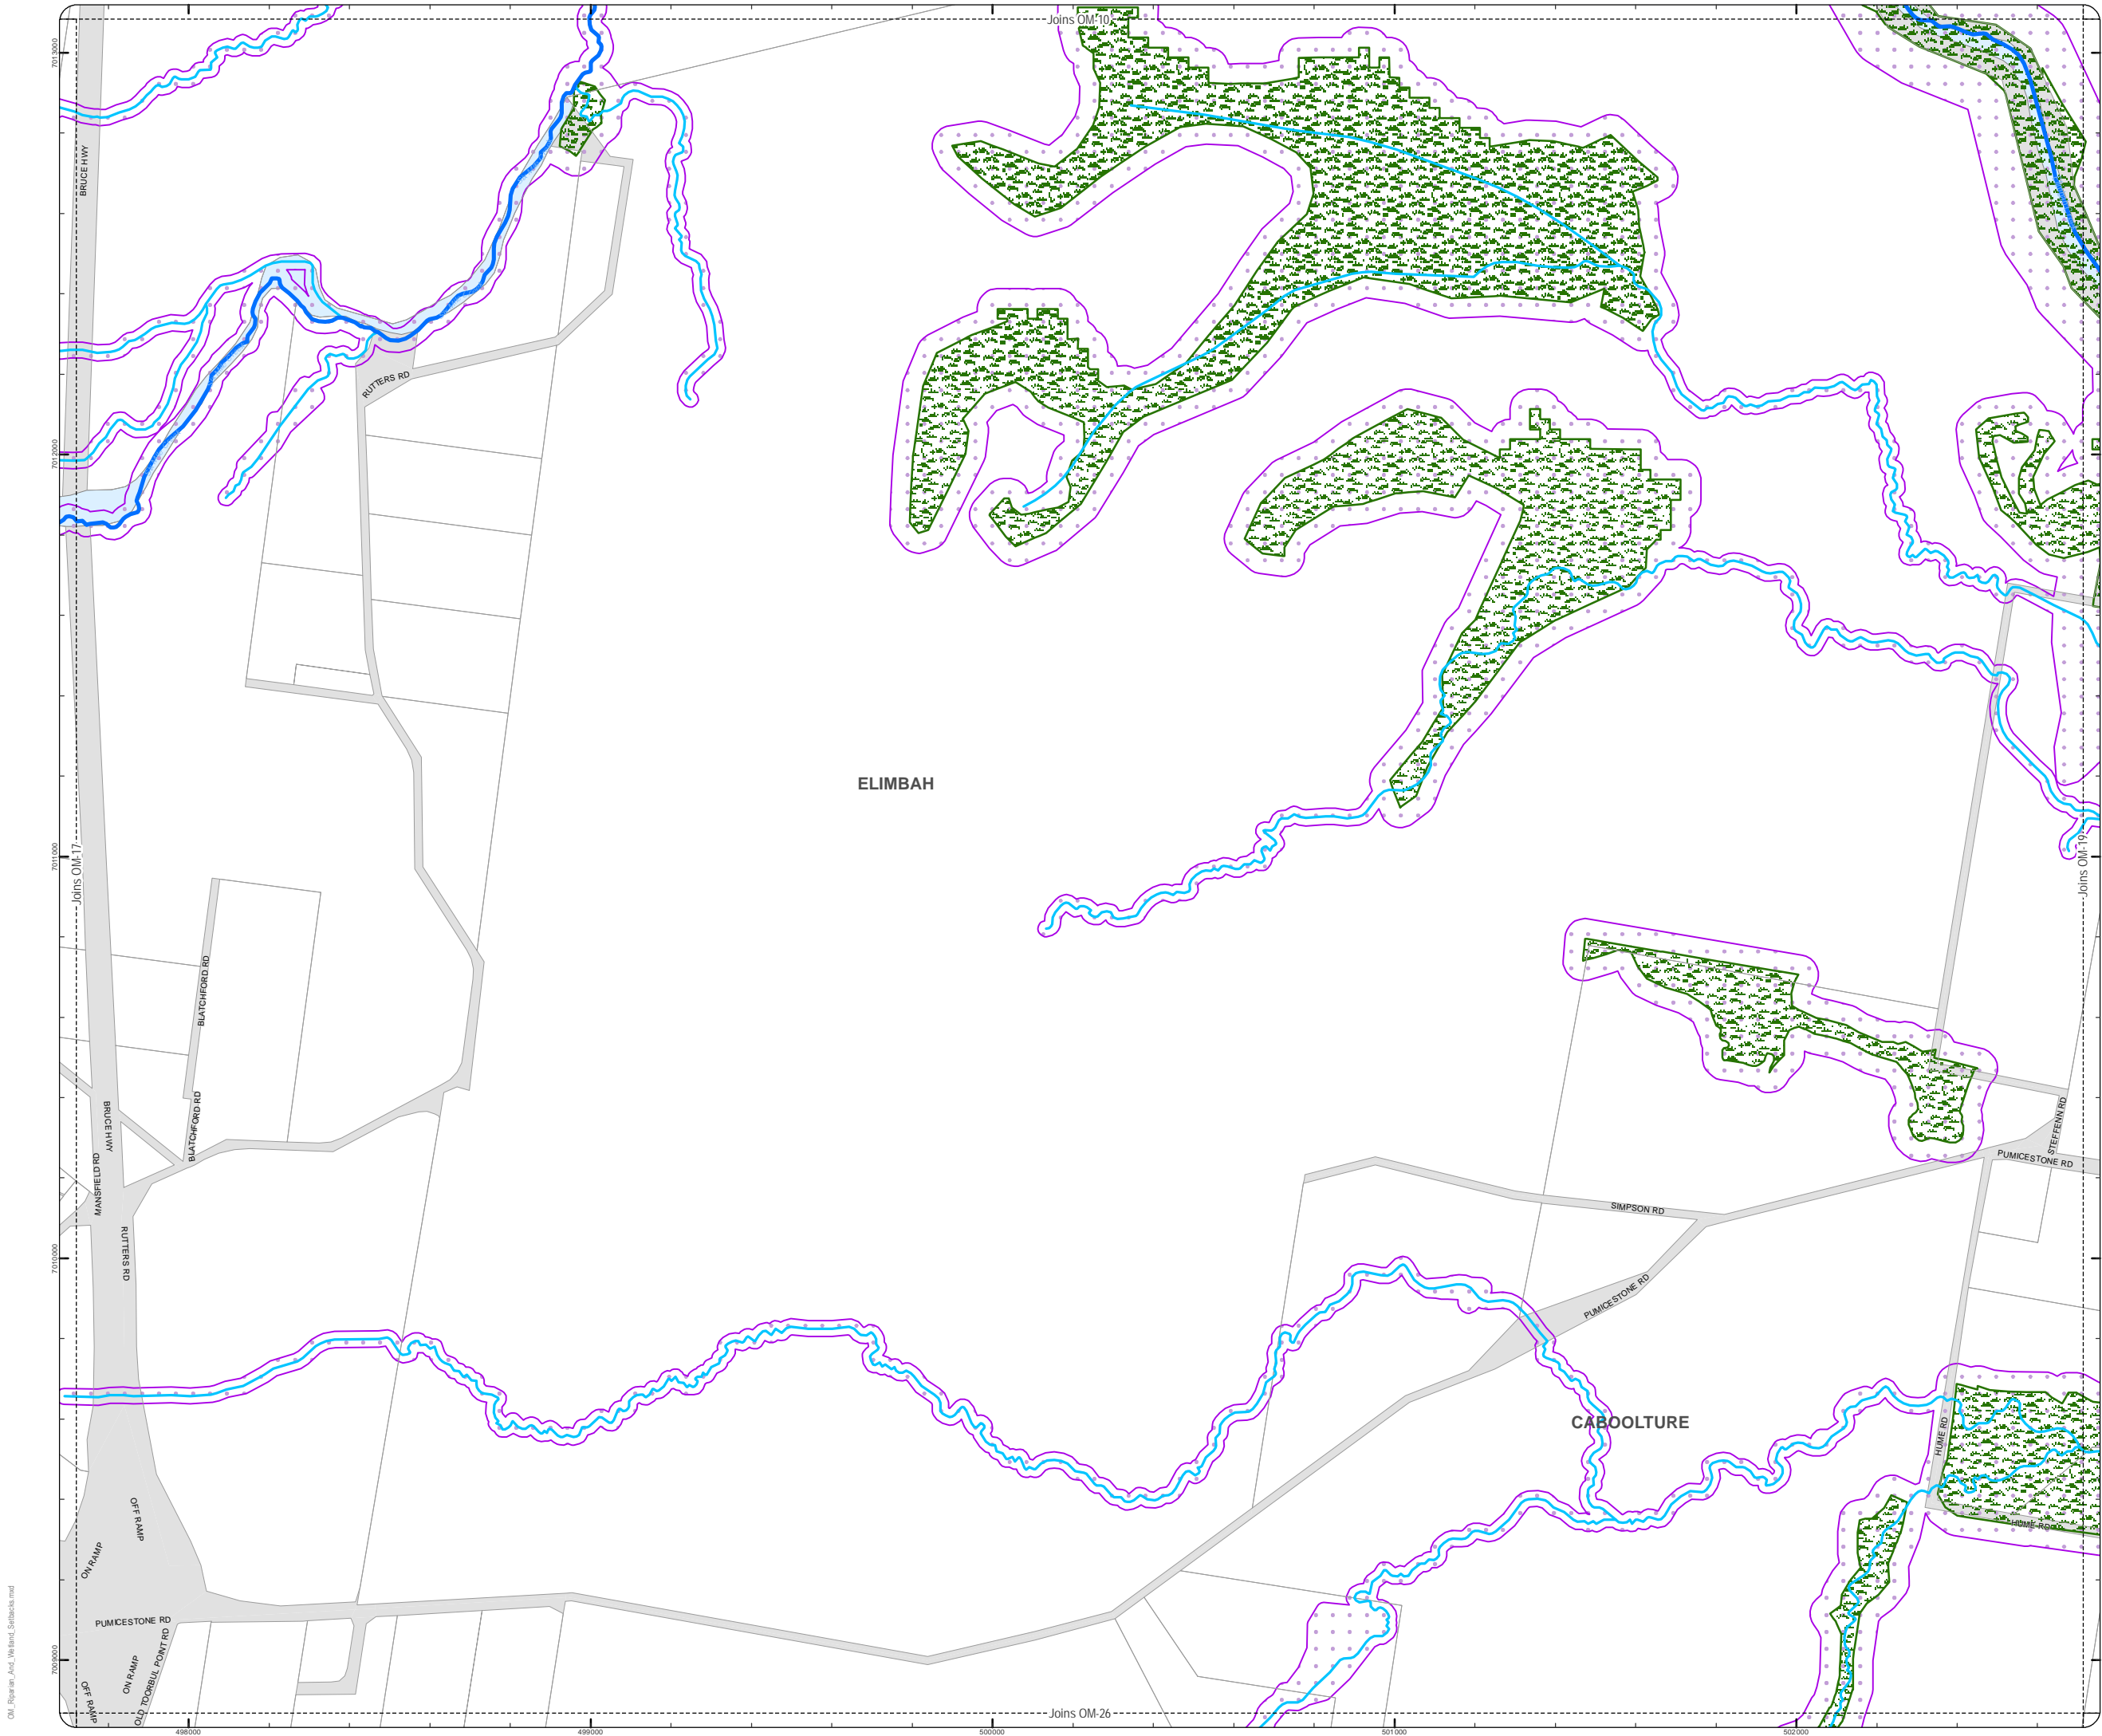 Joins OM-10
7013000
BRUCE HWY
RUTTERS RD
7012000
ELIMBAH
7011000
Joins OM-17
Joins OM-19
BLATCHFORD RD
BLATCHFORD RD
BRUCE HWY
MANSFIELD RD
STEFFENN RD
PUMICESTONE RD
SIMPSON RD
RUTTERS RD
7010000
PUMICESTONE RD
CABOOLTURE
HUME RD
HUME RD
OFF RAMP
ON RAMP
PUMICESTONE RD
OLD TOORBUL POINT RD
ON RAMP
OFF RAMP
7009000
OM_Riparian_And_Wetland_Setbacks.mxd
Joins OM-26
498000
499000
500000
501000
502000